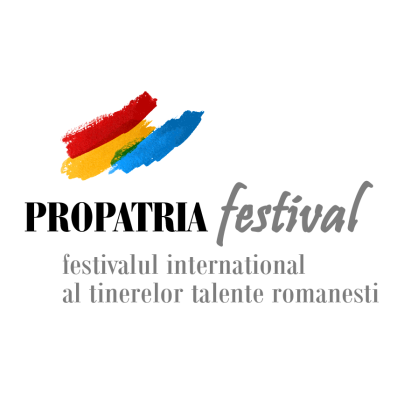 PROPATRIA festival
festivalul international
al tinerelor talente romanesti